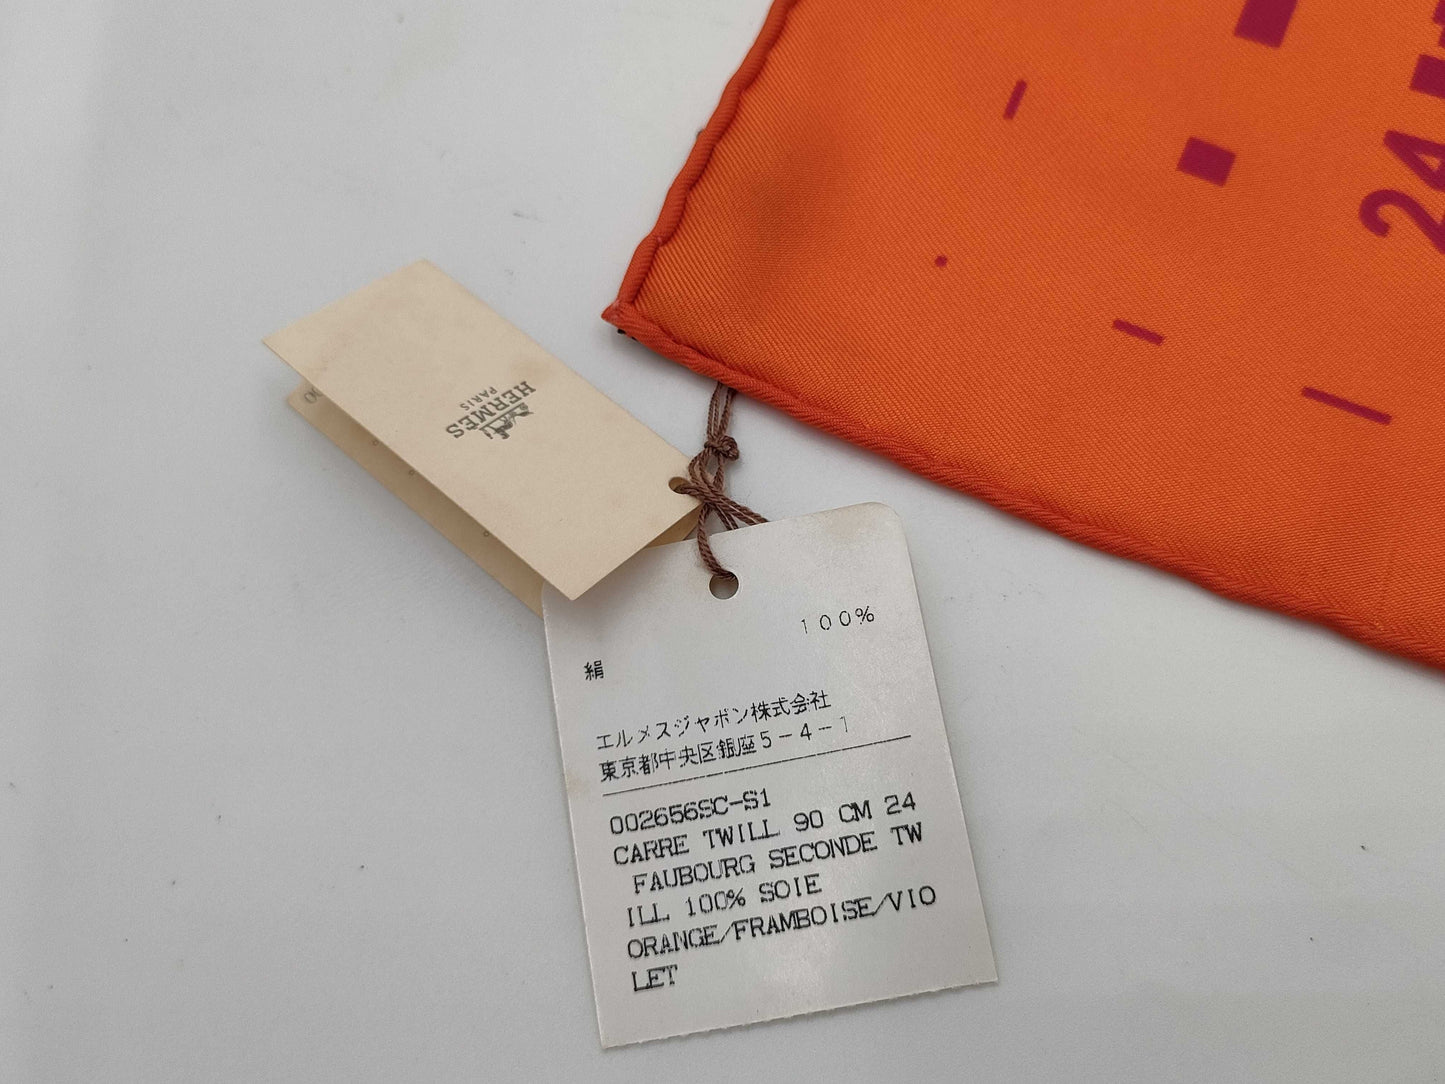 HERMES
PARIS
100%
絹
エルメスジャポン株式会社
東京都中央区銀座5-4-1
002656SC-S1
CARRE TWILL 90 CM 24
FAUBOURG SECONDE TW
ILL 100% SOIE
ORANGE/FRAMBOISE/VIO
LET
24